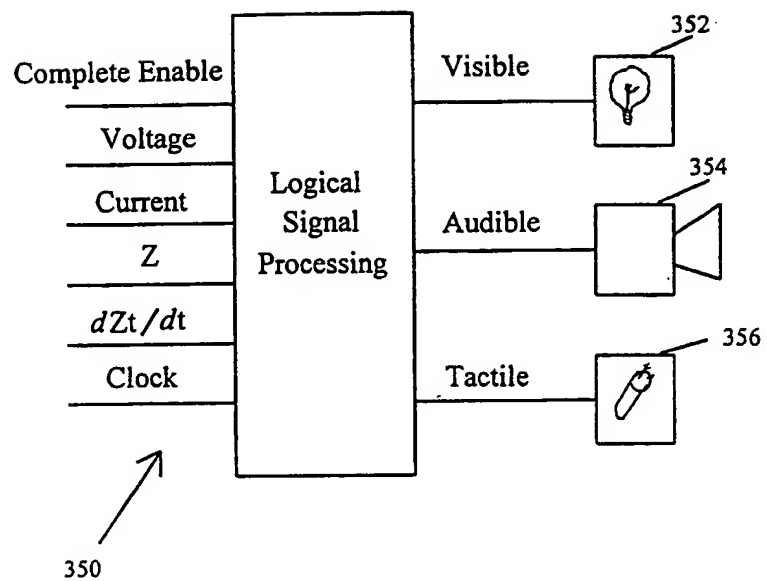 352
Complete Enable
Visible
Voltage
354
Current
Logical
Signal
Processing
Audible
Z
dZt/dt
356
Clock
Tactile
350